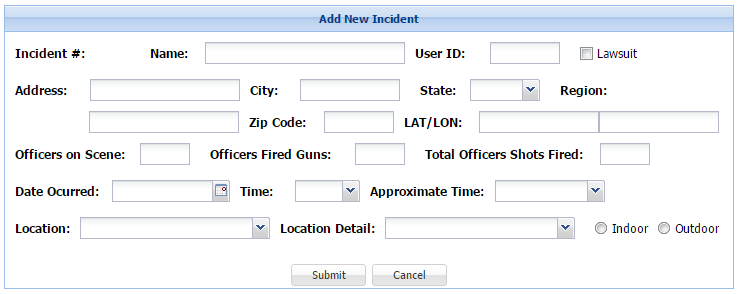 Add New Incident
Incident #: Name: User ID: Lawsuit
Address: City: State: Region:
Zip Code: LAT/LON:
Officers on Scene: Officers Fired Guns: Total Officers Shots Fired:
Date Ocurred: Time: Approximate Time:
Location: Location Detail: Indoor Outdoor
Submit Cancel